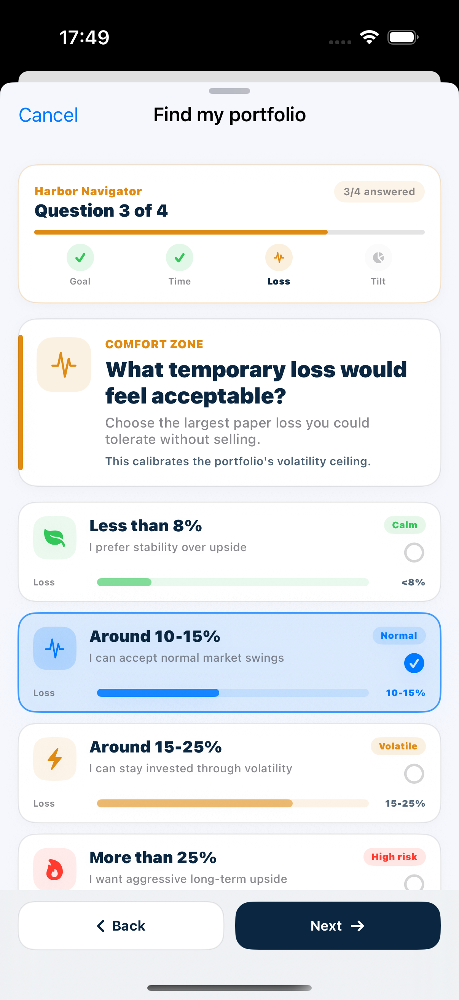 17:49
Cancel
Find my portfolio
Harbor Navigator
3/4 answered
Question 3 of 4
Goal
Time
Loss
Tilt
COMFORT ZONE
What temporary loss would
feel acceptable?
Choose the largest paper loss you could
tolerate without selling.
This calibrates the portfolio's volatility ceiling.
Less than 8%
Calm
I prefer stability over upside
Loss
<8%
Around 10-15%
Normal
I can accept normal market swings
Loss
10-15%
Around 15-25%
Volatile
I can stay invested through volatility
Loss
15-25%
More than 25%
High risk
I want aggressive long-term upside
Back
Next